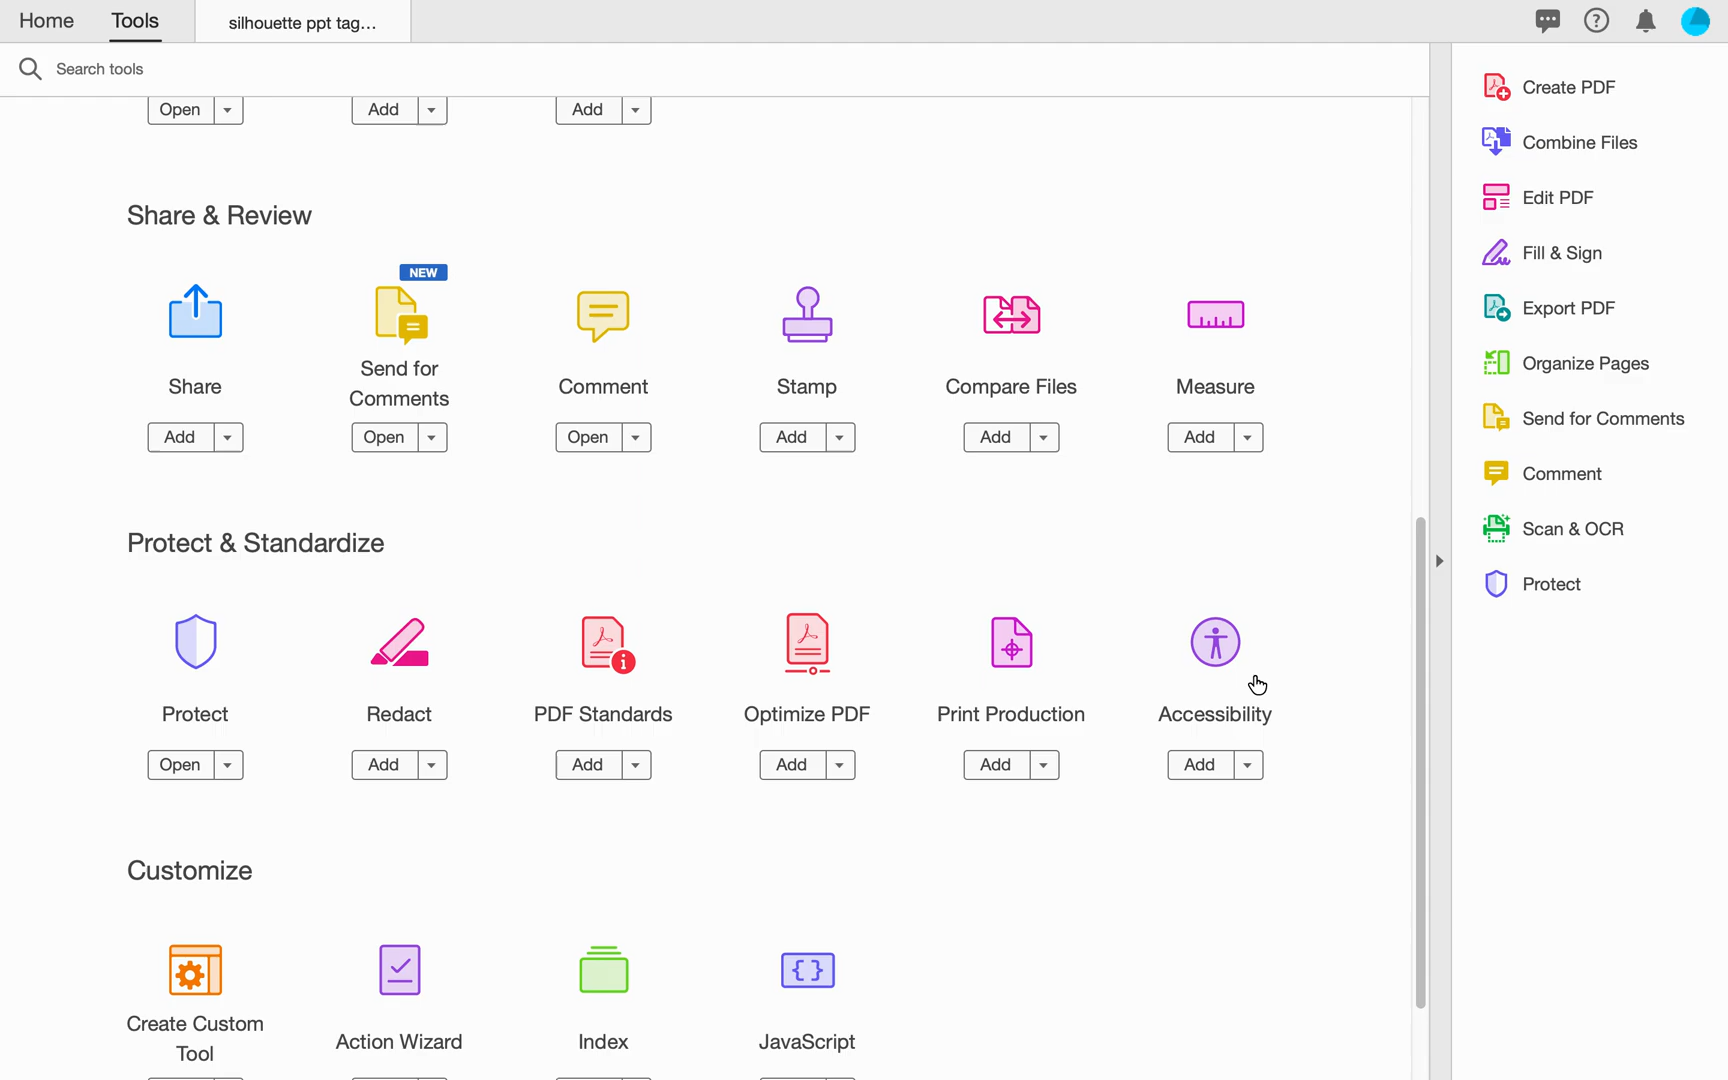 Home Tools silhouette ppt tag...
Search tools
Open Add Add
Share & Review
NEW
Share Send for Comments Comment Stamp Compare Files Measure
Add Open Open Add Add Add
Protect & Standardize
Protect Redact PDF Standards Optimize PDF Print Production Accessibility
Open Add Add Add Add Add
Customize
Create Custom Tool Action Wizard Index JavaScript
Create PDF
Combine Files
Edit PDF
Fill & Sign
Export PDF
Organize Pages
Send for Comments
Comment
Scan & OCR
Protect